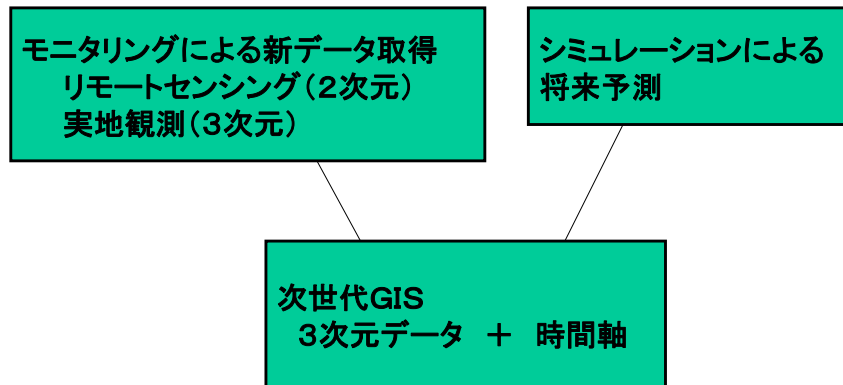 モニタリングによる新データ取得
リモートセンシング(2次元)
実地観測(3次元)
シミュレーションによる
将来予測
次世代GIS
3次元データ ＋ 時間軸